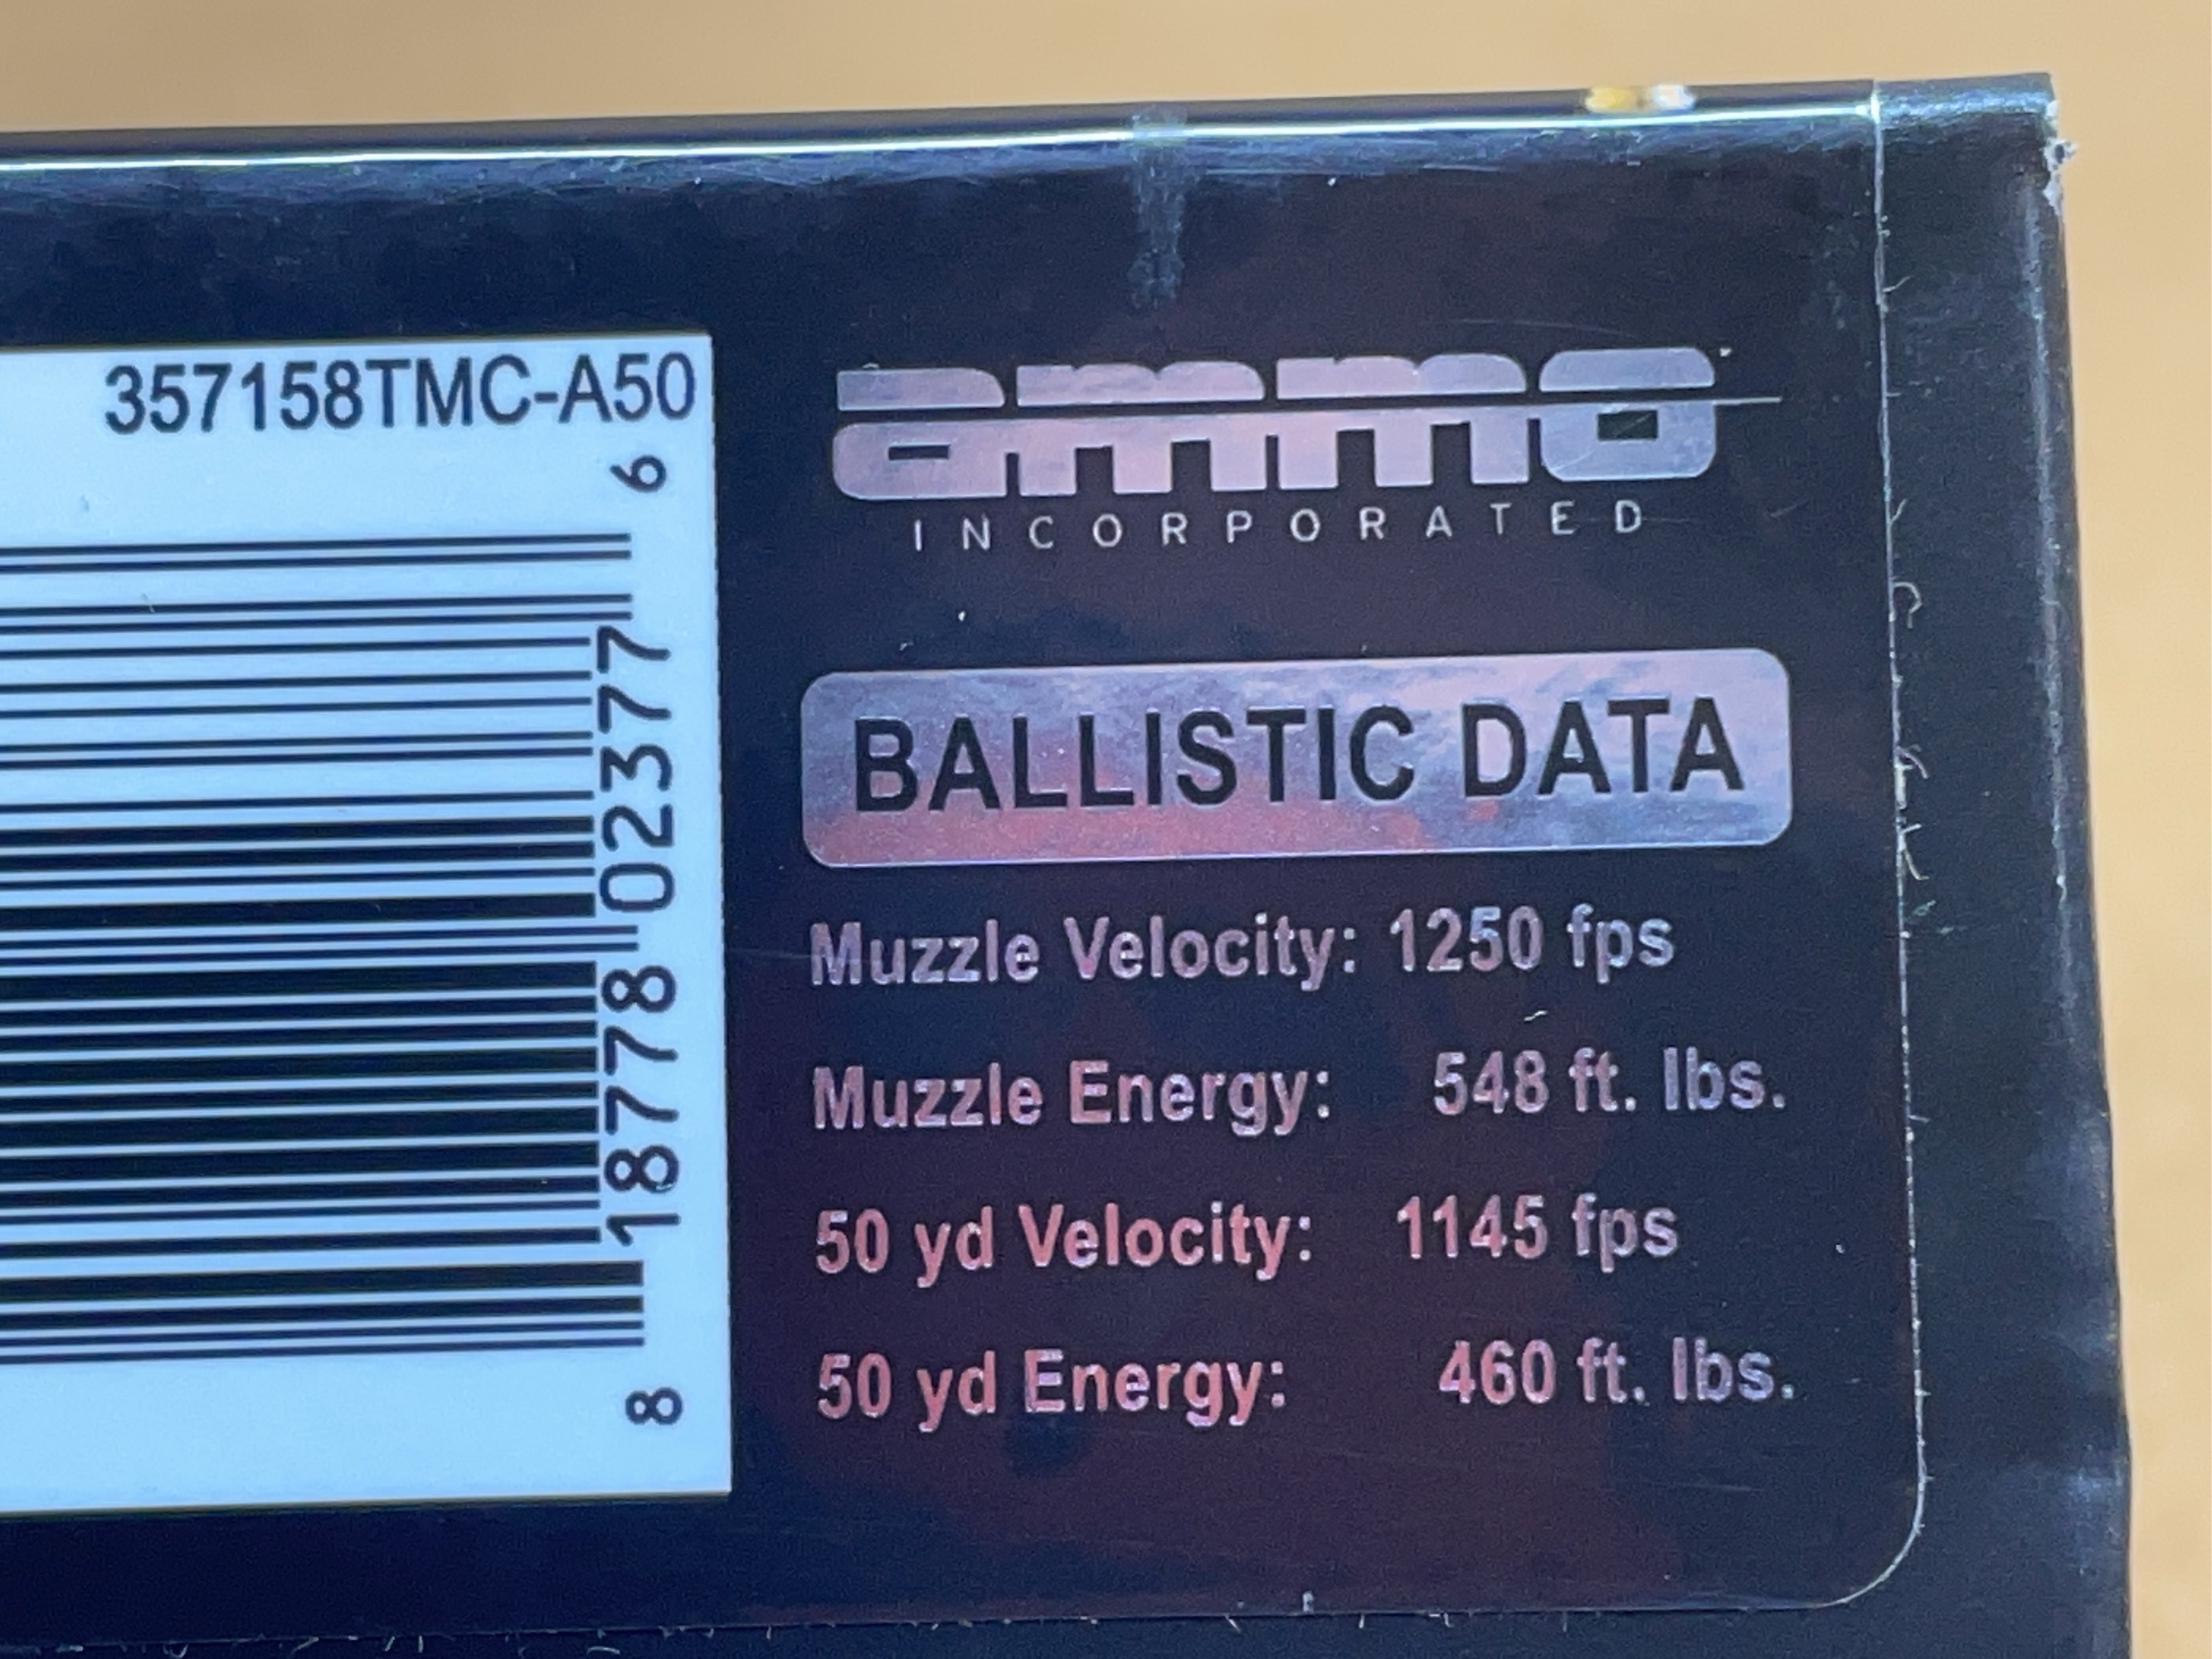 357158TMC-A50
8 18778 02377 6
ammo
INCORPORATED
BALLISTIC DATA
Muzzle Velocity: 1250 fps
Muzzle Energy: 548 ft. lbs.
50 yd Velocity: 1145 fps
50 yd Energy: 460 ft. lbs.